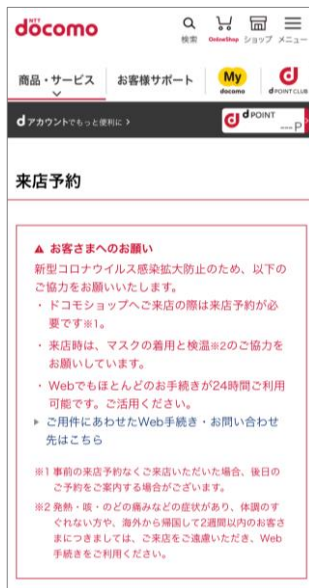 NTT
döcomo
検索
OnlineShop
ショップ
メニュー
商品・サービス
お客様サポート
My
docomo
d POINT CLUB
d アカウントでもっと便利に >
d POINT
---P
来店予約
お客さまへのお願い
新型コロナウイルス感染拡大防止のため、以下の
ご協力をお願いいたします。
・ ドコモショップへご来店の際は来店予約が必
要です※1。
・ 来店時は、マスクの着用と検温※2のご協力を
お願いしています。
・ Webでもほとんどのお手続きが24時間ご利用
可能です。ご活用ください。
ご用件にあわせたWeb手続き・お問い合わせ
先はこちら
※1 事前の来店予約なくご来店いただいた場合、後日の
ご予約をご案内する場合がございます。
※2 発熱・咳・のどの痛みなどの症状があり、体調のす
ぐれない方や、海外から帰国して2週間以内のお客さ
まにつきましては、ご来店をご遠慮いただき、Web
手続きをご利用ください。